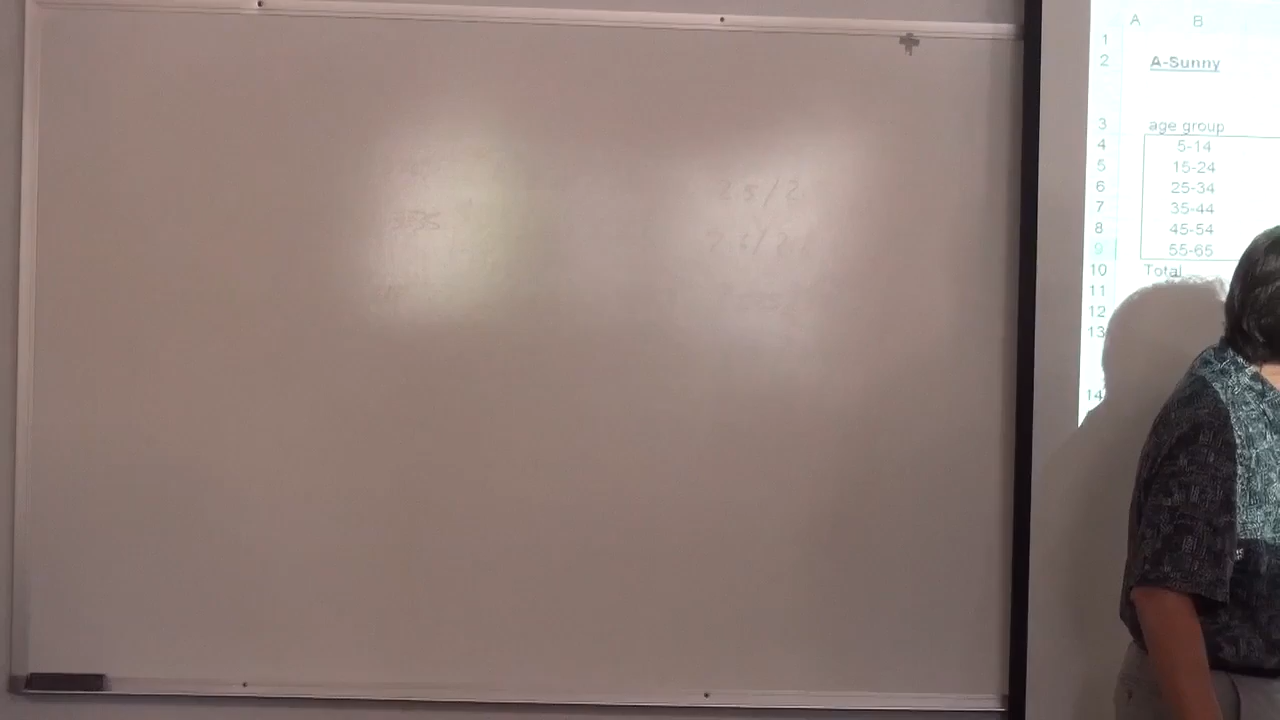 A B
1
2 A-Sunny
3 age group
4 5-14
5 15-24
6 25-34
7 35-44
8 45-54
9 55-65
10 Total
11
12
13
14